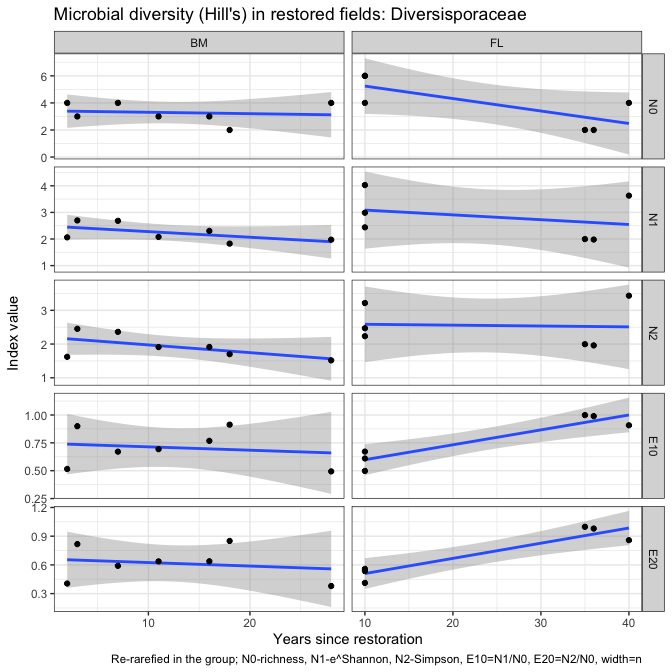 Microbial diversity (Hill's) in restored fields: Diversisporaceae
BM
FL
6
4
2
0
N0
4
3
2
1
N1
Index value
3
2
1
N2
1.00
0.75
0.50
0.25
E10
1.2
0.9
0.6
0.3
E20
10
20
10
20
30
40
Years since restoration
Re-rarefied in the group; N0-richness, N1-e^Shannon, N2-Simpson, E10=N1/N0, E20=N2/N0, width=n